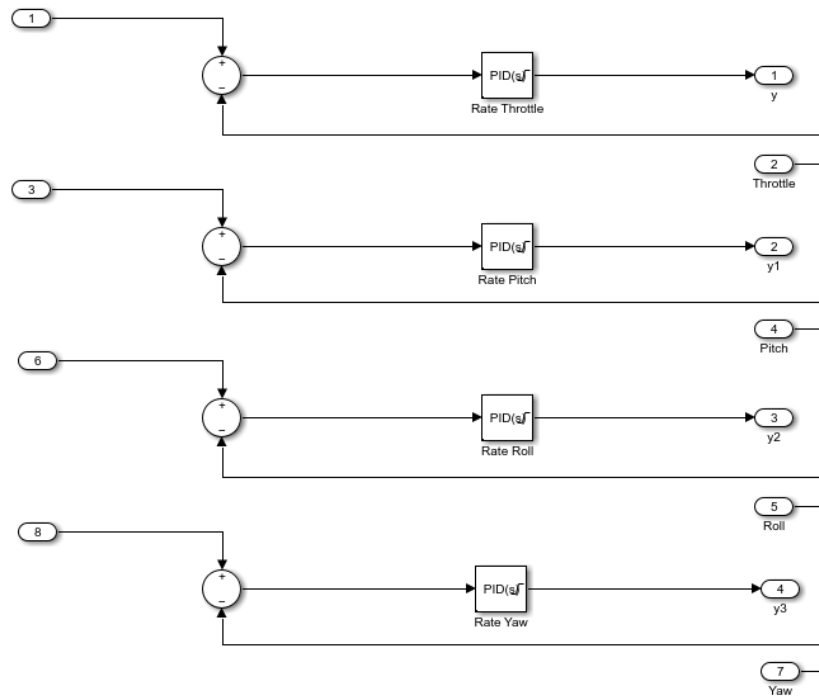 1
+
−
PID(s)
Rate Throttle
1
y
2
Throttle
3
+
−
PID(s)
Rate Pitch
2
y1
4
Pitch
6
+
−
PID(s)
Rate Roll
3
y2
5
Roll
8
+
−
PID(s)
Rate Yaw
4
y3
7
Yaw